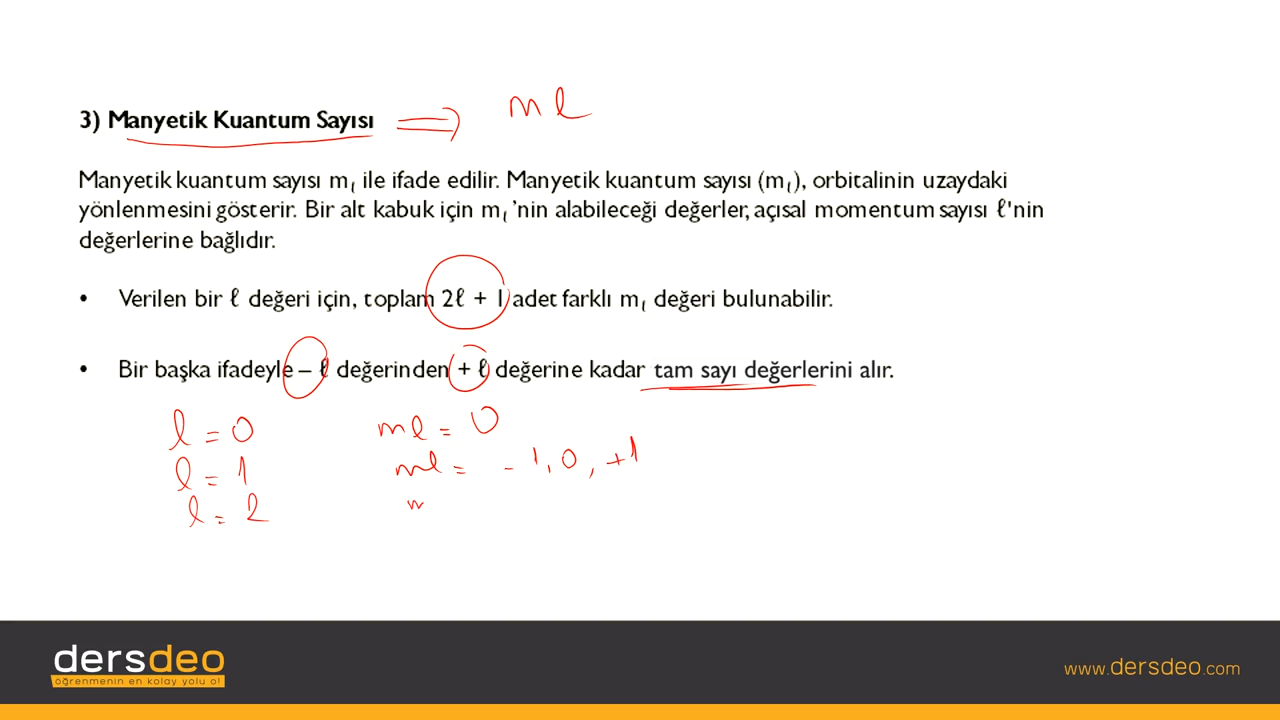 3) Manyetik Kuantum Sayısı ⟹ ml
Manyetik kuantum sayısı mℓ ile ifade edilir. Manyetik kuantum sayısı (mℓ), orbitalinin uzaydaki
yönlenmesini gösterir. Bir alt kabuk için mℓ'nin alabileceği değerler, açısal momentum sayısı ℓ'nin
değerlerine bağlıdır.
• Verilen bir ℓ değeri için, toplam 2ℓ + 1 adet farklı mℓ değeri bulunabilir.
• Bir başka ifadeyle – ℓ değerinden + ℓ değerine kadar tam sayı değerlerini alır.
l = 0 ml = 0
l = 1 ml = -1, 0, +1
l = 2 m
dersdeo
öğrenmenin en kolay yolu o!
www.dersdeo.com